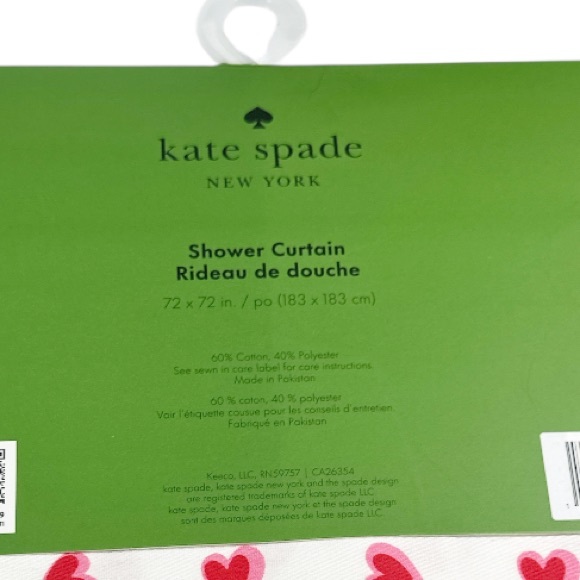 kate spade
NEW YORK
Shower Curtain
Rideau de douche
72 x 72 in. / po (183 x 183 cm)
60% Cotton, 40% Polyester
See sewn in care label for care instructions.
Made in Pakistan
60 % coton, 40 % polyester
Voir l'étiquette cousue pour les conseils d'entretien.
Fabriqué en Pakistan
Keeco, LLC, RN59757 | CA26354
kate spade, kate spade new york and the spade design
are registered trademarks of kate spade LLC.
kate spade, kate spade new york et the spade design
sont des marques déposées de kate spade LLC.